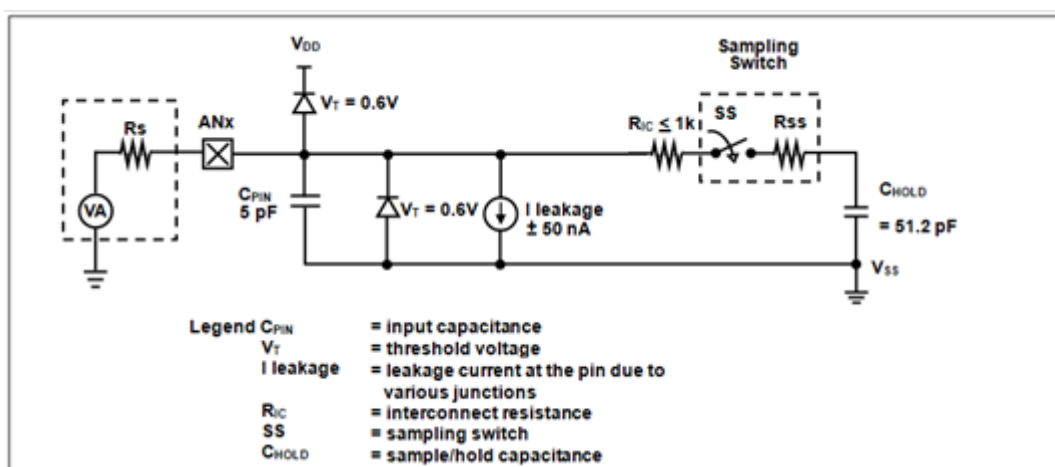 Sampling
Switch
VDD
VT = 0.6V
Rs
ANx
RIC ≤ 1k
SS
Rss
VA
CPIN
5 pF
VT = 0.6V
I leakage
± 50 nA
CHOLD
= 51.2 pF
VSS
Legend CPIN = input capacitance
VT = threshold voltage
I leakage = leakage current at the pin due to
various junctions
RIC = interconnect resistance
SS = sampling switch
CHOLD = sample/hold capacitance